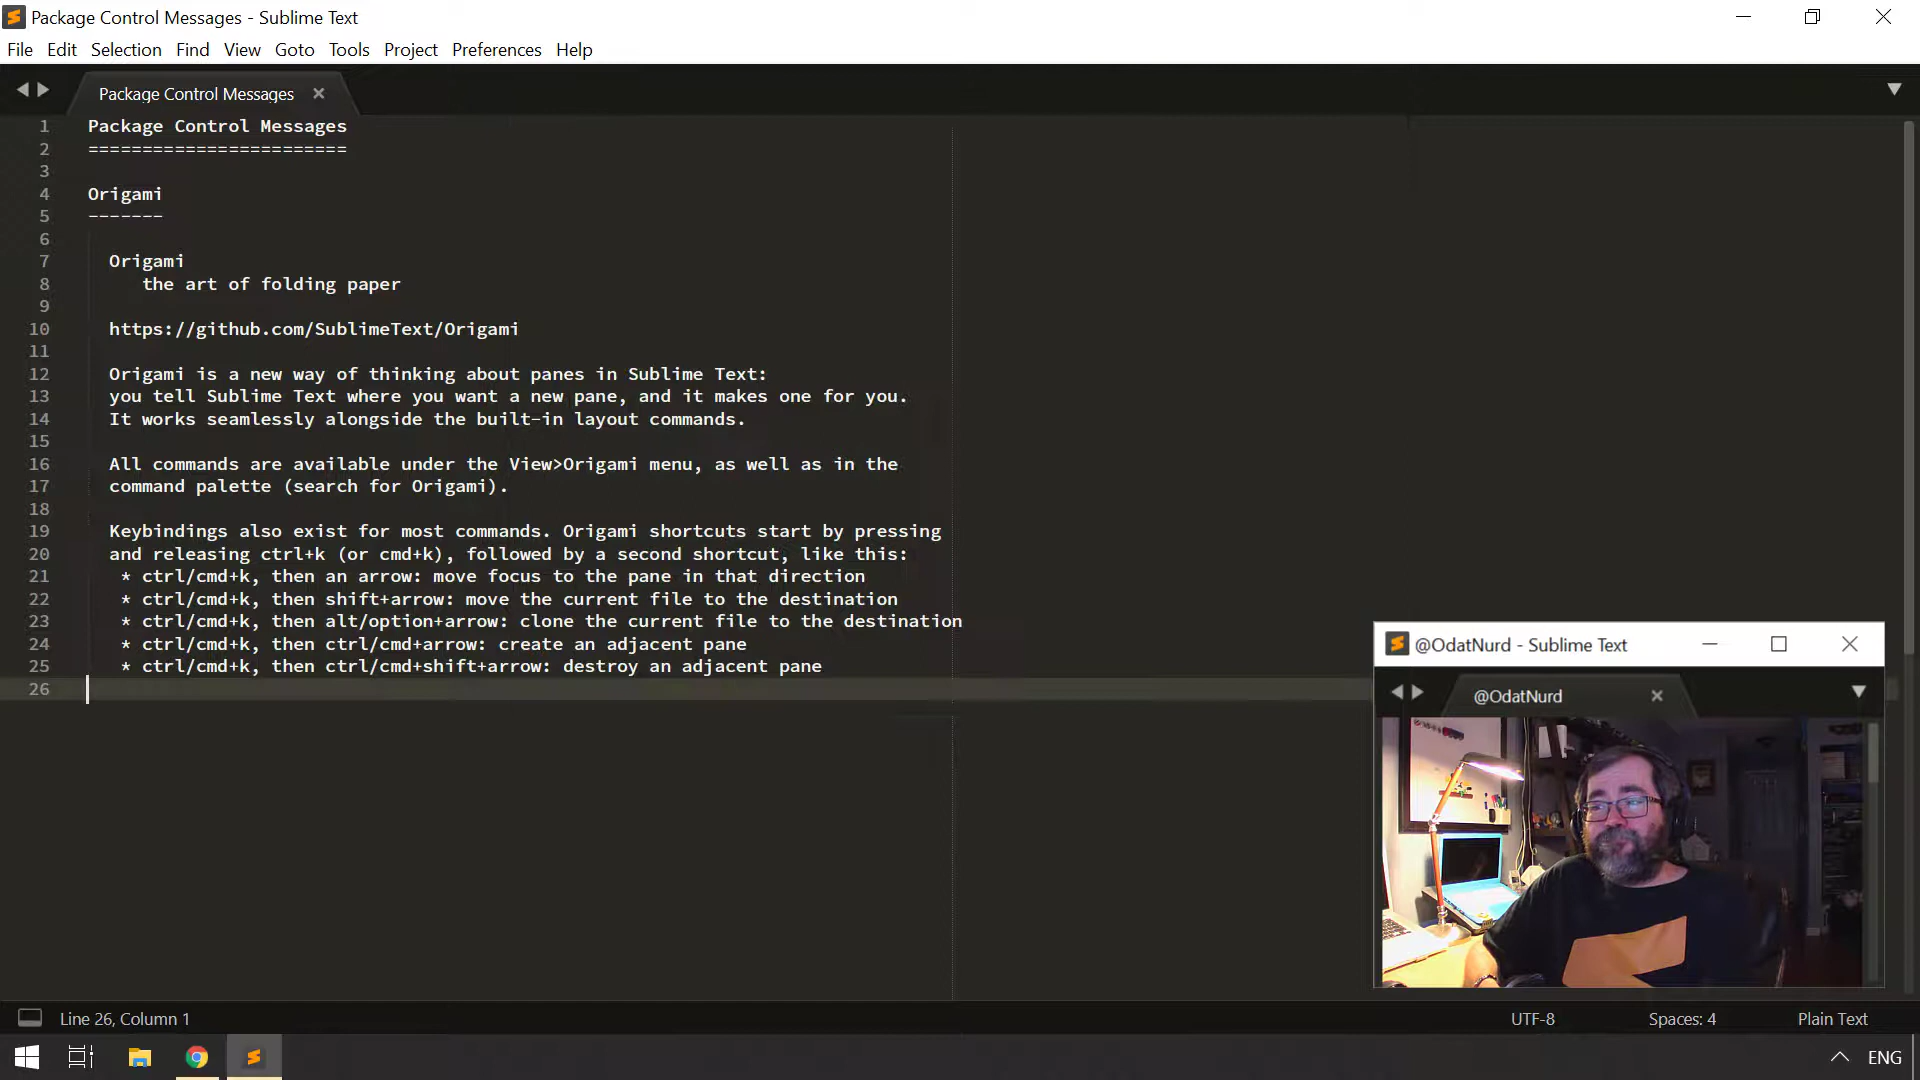 Package Control Messages - Sublime Text
File Edit Selection Find View Goto Tools Project Preferences Help
Package Control Messages
1 Package Control Messages
2 ========================
3
4 Origami
5 -------
6
7 Origami
8 the art of folding paper
9
10 https://github.com/SublimeText/Origami
11
12 Origami is a new way of thinking about panes in Sublime Text:
13 you tell Sublime Text where you want a new pane, and it makes one for you.
14 It works seamlessly alongside the built-in layout commands.
15
16 All commands are available under the View>Origami menu, as well as in the
17 command palette (search for Origami).
18
19 Keybindings also exist for most commands. Origami shortcuts start by pressing
20 and releasing ctrl+k (or cmd+k), followed by a second shortcut, like this:
21 * ctrl/cmd+k, then an arrow: move focus to the pane in that direction
22 * ctrl/cmd+k, then shift+arrow: move the current file to the destination
23 * ctrl/cmd+k, then alt/option+arrow: clone the current file to the destination
24 * ctrl/cmd+k, then ctrl/cmd+arrow: create an adjacent pane
25 * ctrl/cmd+k, then ctrl/cmd+shift+arrow: destroy an adjacent pane
26
@OdatNurd - Sublime Text
@OdatNurd
Line 26, Column 1 UTF-8 Spaces: 4 Plain Text
ENG